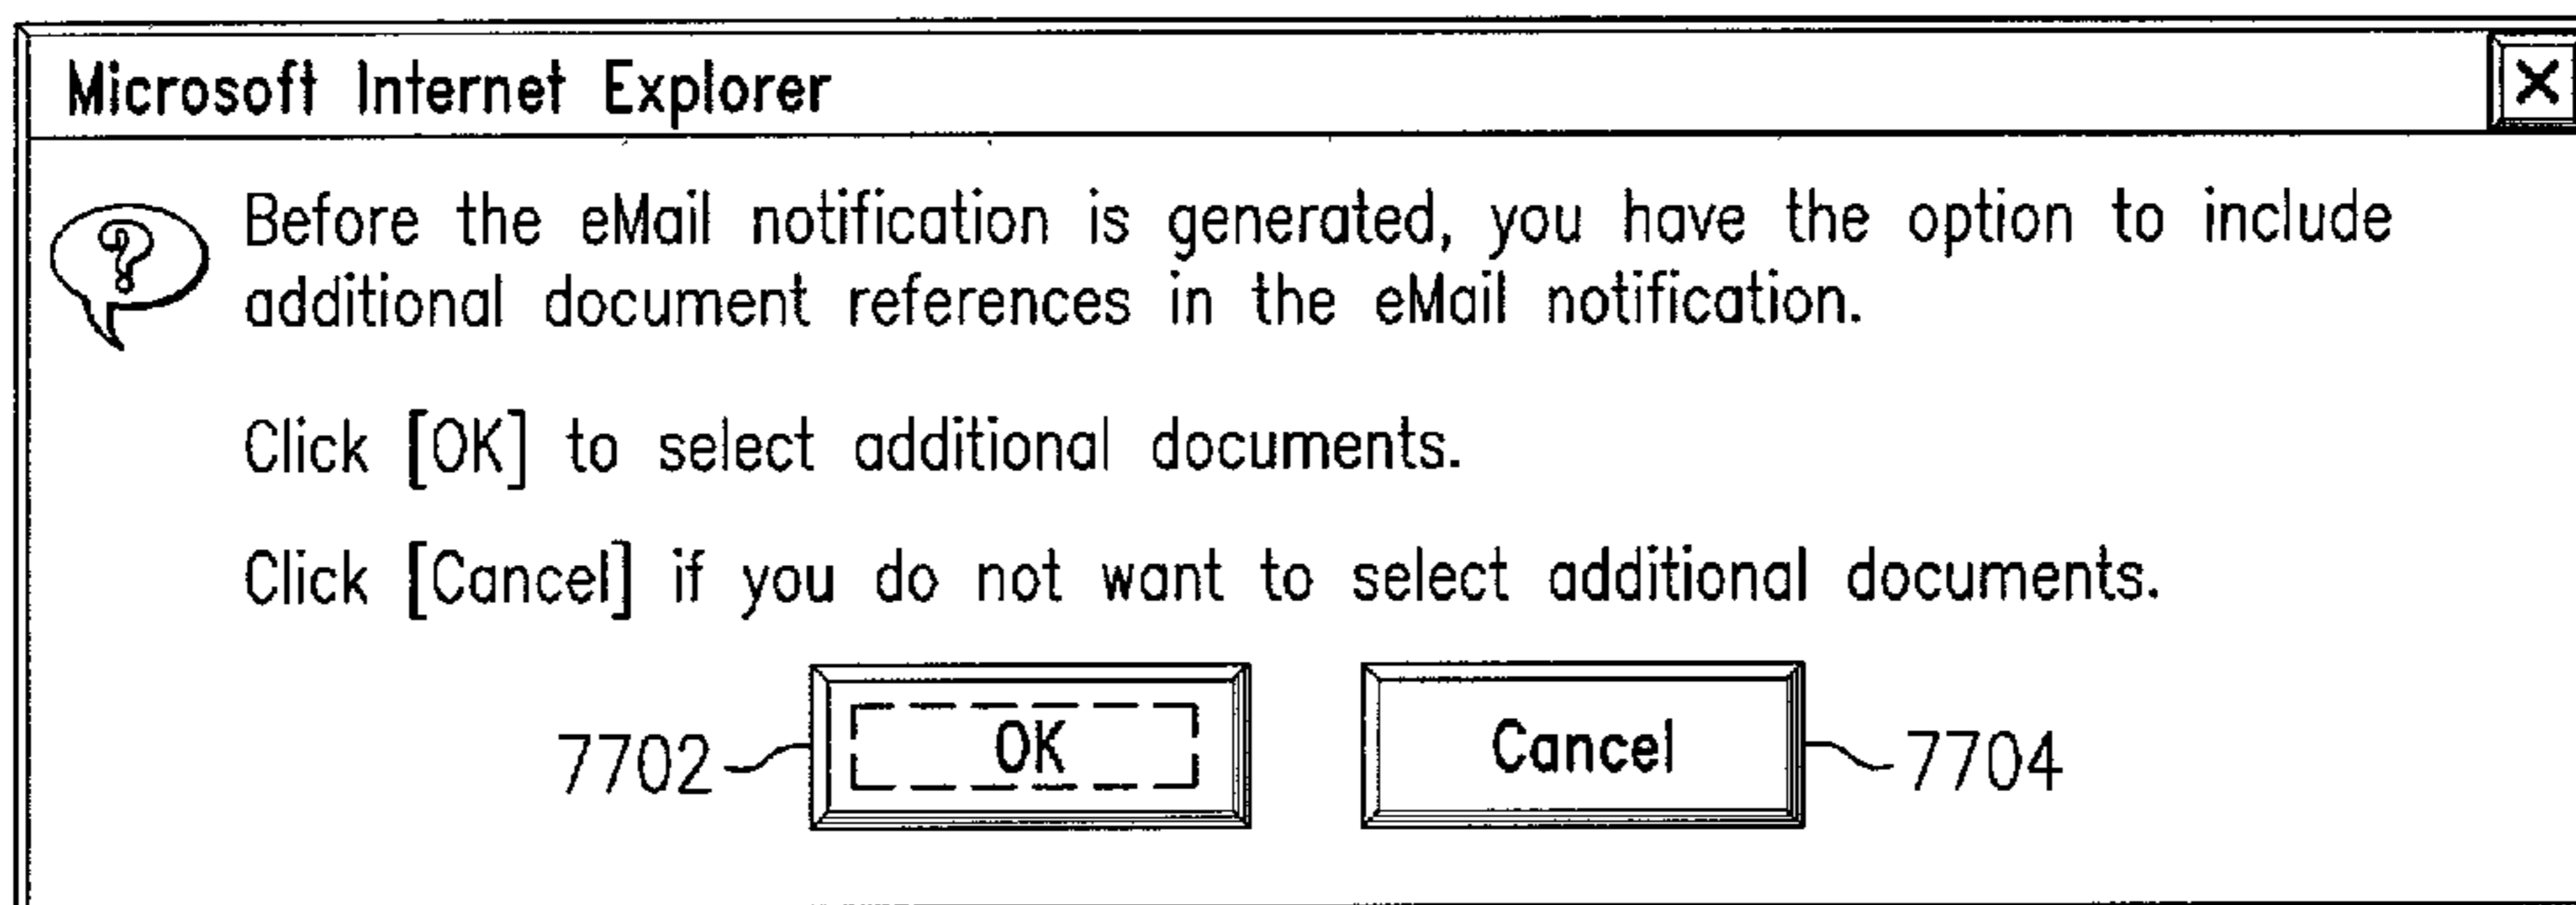 Microsoft Internet Explorer X
? Before the eMail notification is generated, you have the option to include
additional document references in the eMail notification.
Click [OK] to select additional documents.
Click [Cancel] if you do not want to select additional documents.
7702 OK Cancel 7704